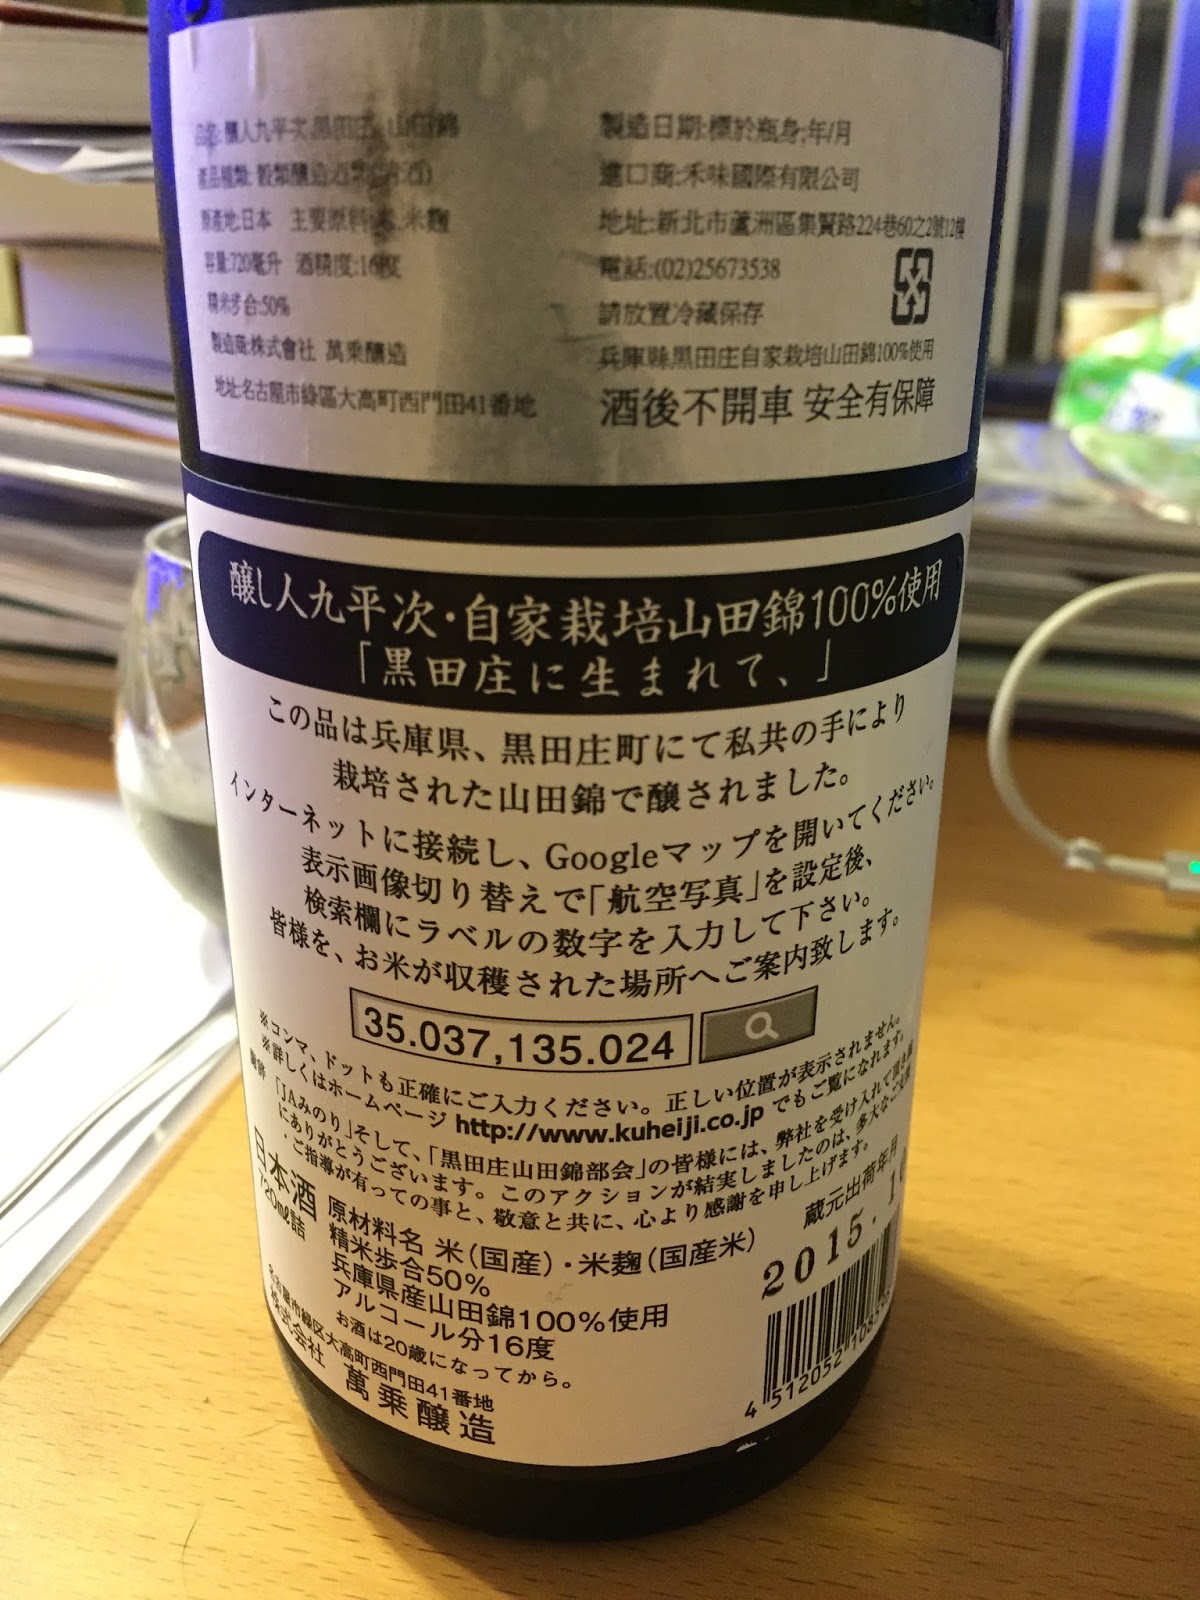 品名:醸人九平次 黒田庄 山田錦
產品種類:穀類釀造酒類(清酒)
原產地:日本 主要原料:米.米麴
容量:720毫升 酒精度:16度
精米步合:50%
製造商:株式會社 萬乗釀造
地址:名古屋市綠區大高町西門田41番地
製造日期:標於瓶身;年/月
進口商:禾味國際有限公司
地址:新北市蘆洲區集賢路224巷60之2號12樓
電話:(02)25673538
請放置冷藏保存
兵庫縣黒田庄自家栽培山田錦100%使用
酒後不開車 安全有保障
醸し人九平次・自家栽培山田錦100%使用
「黒田庄に生まれて、」
この品は兵庫県、黒田庄町にて私共の手により
栽培された山田錦で醸されました。
インターネットに接続し、Googleマップを開いてください。
表示画像切り替えで「航空写真」を設定後、
検索欄にラベルの数字を入力して下さい。
皆様を、お米が収穫された場所へご案内致します。
35.037,135.024
※コンマ、ドットも正確にご入力ください。正しい位置が表示されません。
※詳しくはホームページ http://www.kuheiji.co.jp でもご覧になれます。
「JAみのり」そして、「黒田庄山田錦部会」の皆様には、弊社を受け入れて
にありがとうございます。このアクションが結実しましたのは、多大なご
・ご指導が有っての事と、敬意と共に、心より感謝を申し上げます。
日本酒
720mℓ詰
原材料名 米(国産)・米麹(国産米)
精米歩合50%
兵庫県産山田錦100%使用
アルコール分16度
お酒は20歳になってから。
蔵元出荷年月
2015.
4 512052
名古屋市緑区大高町西門田41番地
株式会社 萬乗醸造